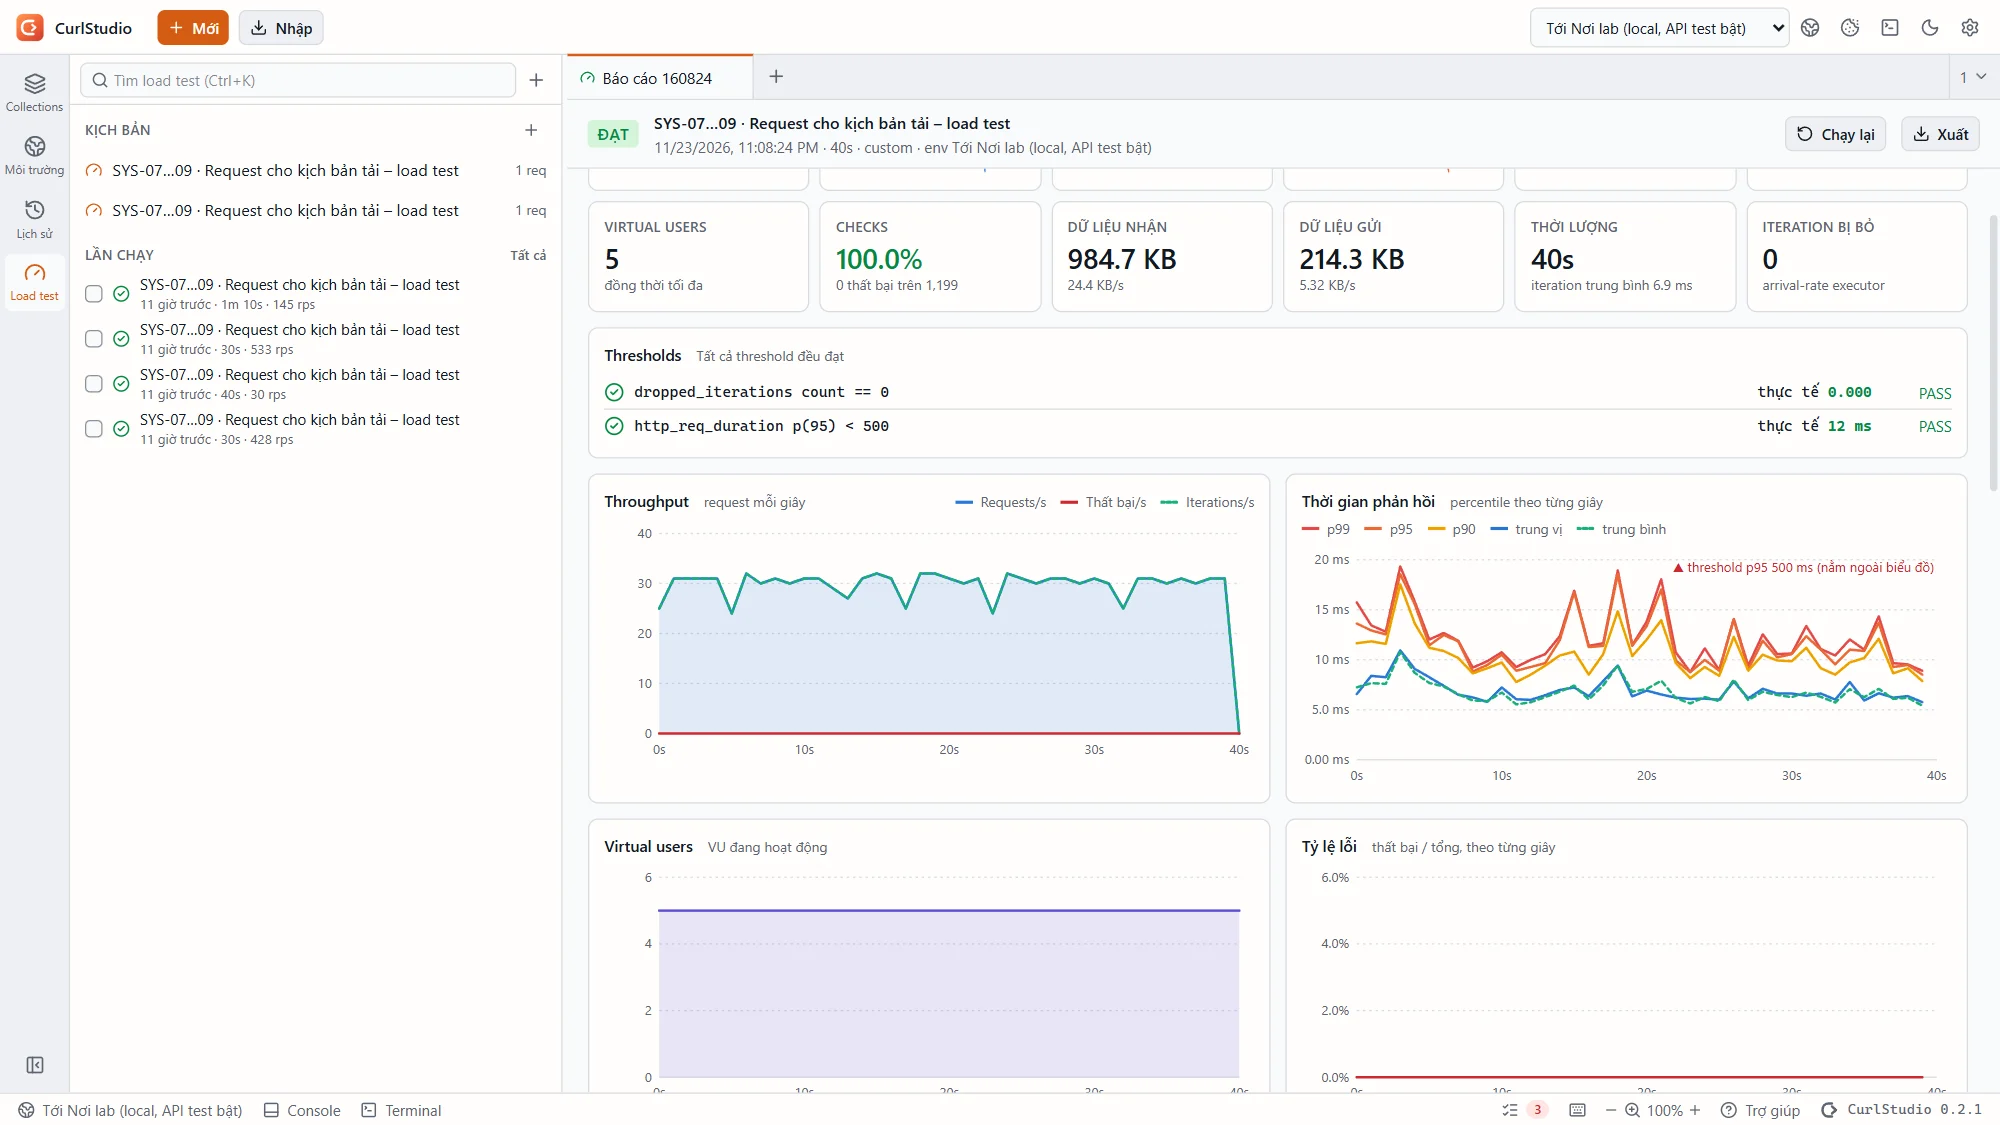 CurlStudio
Mới
Nhập
Tới Nơi lab (local, API test bật)
Collections
Môi trường
Lịch sử
Load test
Tìm load test (Ctrl+K)
KỊCH BẢN
SYS-07...09 · Request cho kịch bản tải – load test
1 req
SYS-07...09 · Request cho kịch bản tải – load test
1 req
LẦN CHẠY
Tất cả
SYS-07...09 · Request cho kịch bản tải – load test
11 giờ trước · 1m 10s · 145 rps
SYS-07...09 · Request cho kịch bản tải – load test
11 giờ trước · 30s · 533 rps
SYS-07...09 · Request cho kịch bản tải – load test
11 giờ trước · 40s · 30 rps
SYS-07...09 · Request cho kịch bản tải – load test
11 giờ trước · 30s · 428 rps
Báo cáo 160824
1
ĐẠT
SYS-07...09 · Request cho kịch bản tải – load test
11/23/2026, 11:08:24 PM · 40s · custom · env Tới Nơi lab (local, API test bật)
Chạy lại
Xuất
VIRTUAL USERS
5
đồng thời tối đa
CHECKS
100.0%
0 thất bại trên 1,199
DỮ LIỆU NHẬN
984.7 KB
24.4 KB/s
DỮ LIỆU GỬI
214.3 KB
5.32 KB/s
THỜI LƯỢNG
40s
iteration trung bình 6.9 ms
ITERATION BỊ BỎ
0
arrival-rate executor
Thresholds Tất cả threshold đều đạt
dropped_iterations count == 0 thực tế 0.000 PASS
http_req_duration p(95) < 500 thực tế 12 ms PASS
Throughput request mỗi giây
Requests/s Thất bại/s Iterations/s
40
30
20
10
0
0s 10s 20s 30s 40s
Thời gian phản hồi percentile theo từng giây
p99 p95 p90 trung vị trung bình
▲ threshold p95 500 ms (nằm ngoài biểu đồ)
20 ms
15 ms
10 ms
5.0 ms
0.00 ms
0s 10s 20s 30s 40s
Virtual users VU đang hoạt động
6
4
2
0
0s 10s 20s 30s 40s
Tỷ lệ lỗi thất bại / tổng, theo từng giây
6.0%
4.0%
2.0%
0.0%
0s 10s 20s 30s 40s
Tới Nơi lab (local, API test bật)
Console
Terminal
3
100%
Trợ giúp
CurlStudio 0.2.1